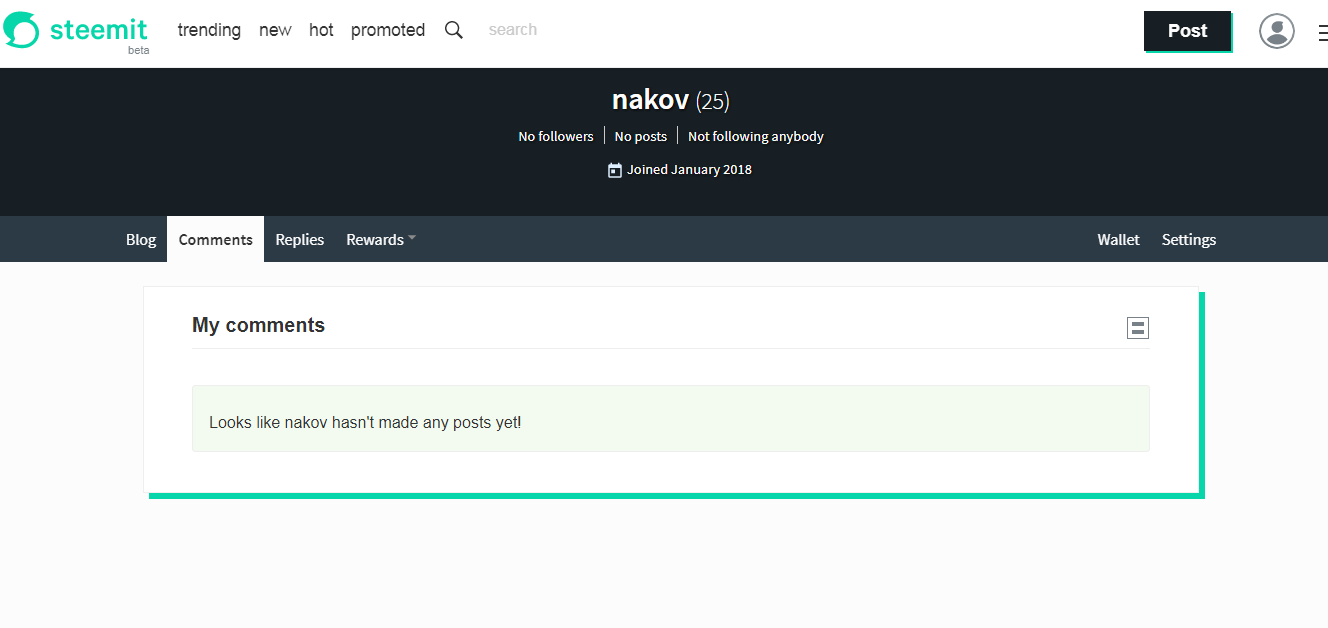 steemit
beta
trending new hot promoted search
Post
nakov (25)
No followers No posts Not following anybody
Joined January 2018
Blog Comments Replies Rewards Wallet Settings
My comments
Looks like nakov hasn't made any posts yet!